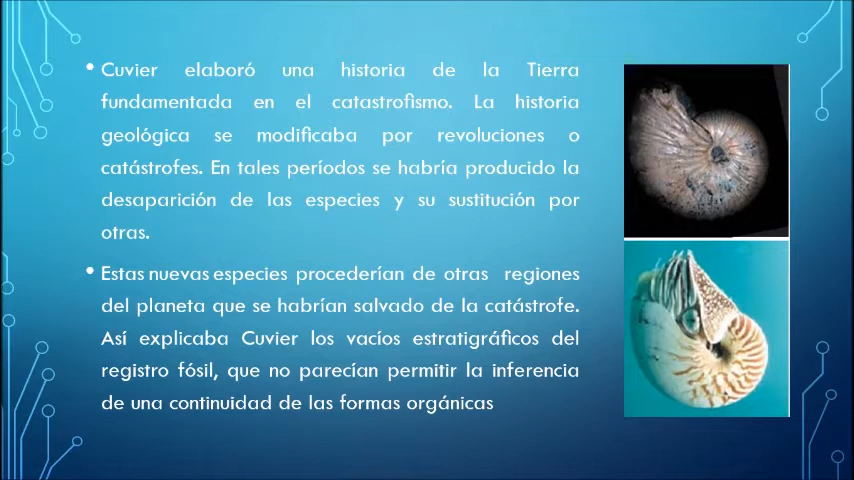 • Cuvier elaboró una historia de la Tierra
fundamentada en el catastrofismo. La historia
geológica se modificaba por revoluciones o
catástrofes. En tales períodos se habría producido la
desaparición de las especies y su sustitución por
otras.
• Estas nuevas especies procederían de otras regiones
del planeta que se habrían salvado de la catástrofe.
Así explicaba Cuvier los vacíos estratigráficos del
registro fósil, que no parecían permitir la inferencia
de una continuidad de las formas orgánicas